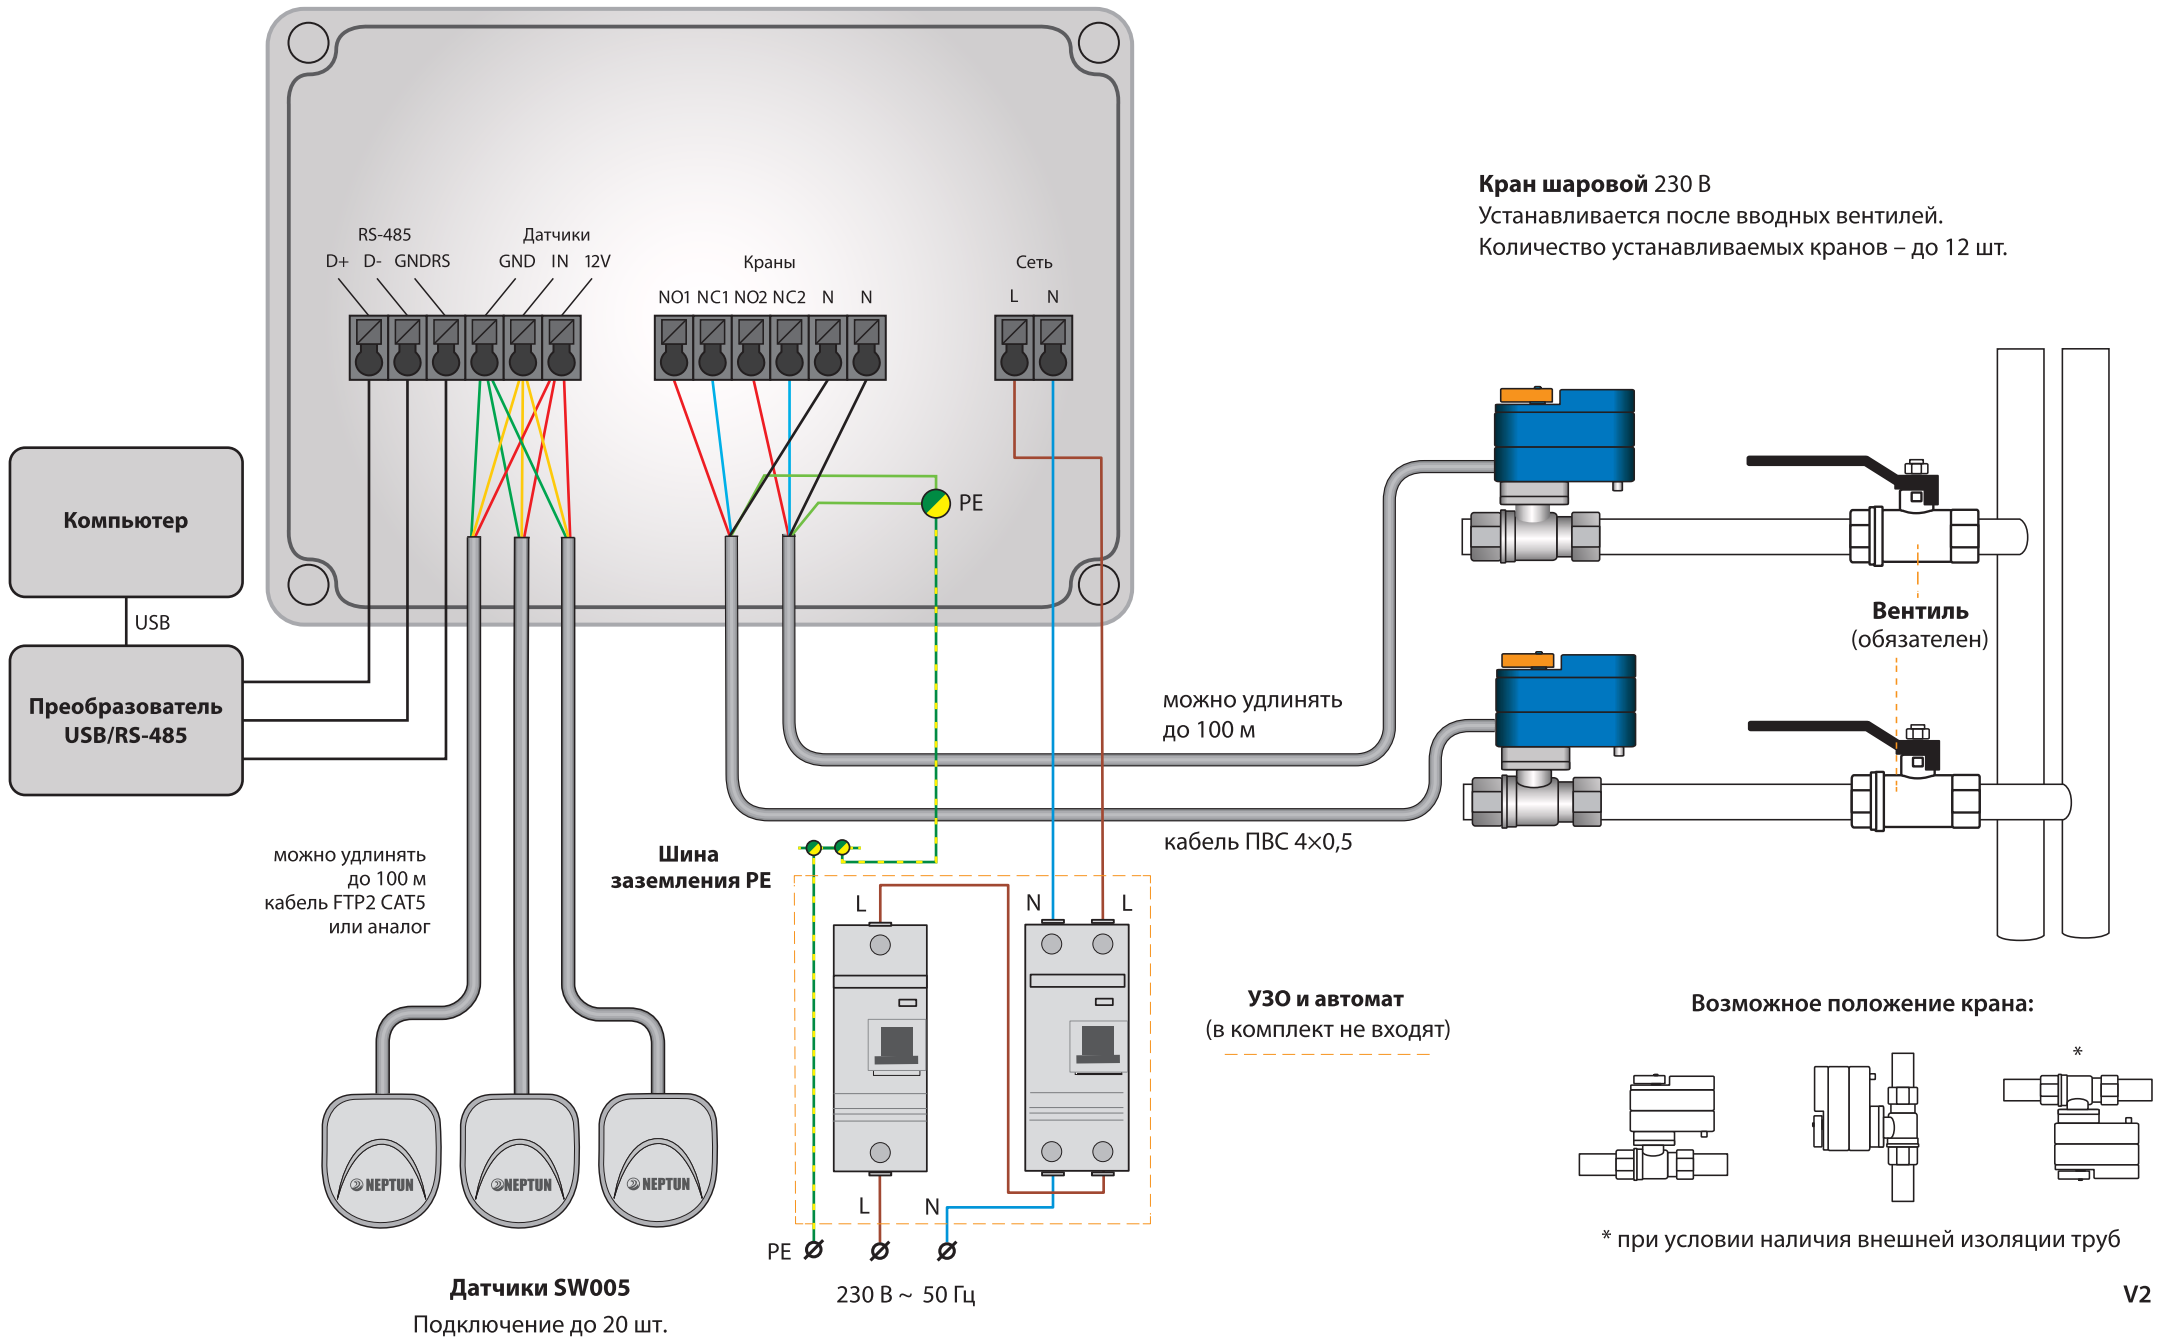 RS-485
D+ D- GNDRS
Датчики
GND IN 12V
Краны
NO1 NC1 NO2 NC2 N N
Сеть
L N
PE
Кран шаровой 230 В
Устанавливается после вводных вентилей.
Количество устанавливаемых кранов – до 12 шт.
Компьютер
USB
Преобразователь
USB/RS-485
Вентиль
(обязателен)
можно удлинять
до 100 м
кабель ПВС 4×0,5
можно удлинять
до 100 м
кабель FTP2 CAT5
или аналог
Шина
заземления PE
L
N
L
УЗО и автомат
(в комплект не входят)
Возможное положение крана:
*
NEPTUN
NEPTUN
NEPTUN
L
N
PE
230 В ~ 50 Гц
* при условии наличия внешней изоляции труб
Датчики SW005
Подключение до 20 шт.
V2